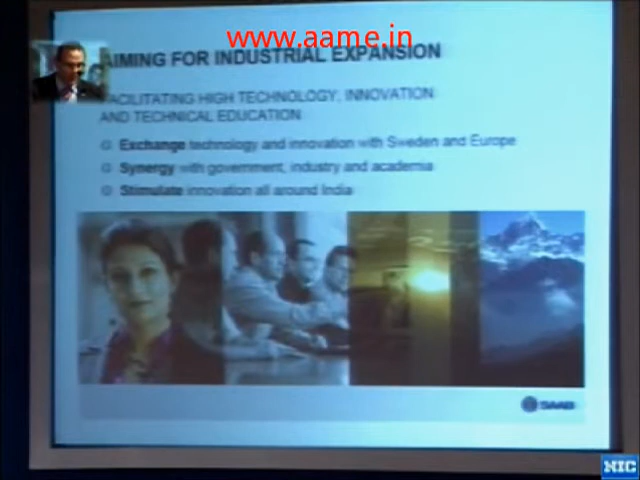 www.aame.in
AIMING FOR INDUSTRIAL EXPANSION
FACILITATING HIGH TECHNOLOGY, INNOVATION
AND TECHNICAL EDUCATION
Exchange technology and innovation with Sweden and Europe
Synergy with government, industry and academia
Stimulate innovation all around India
SAAB
NIC